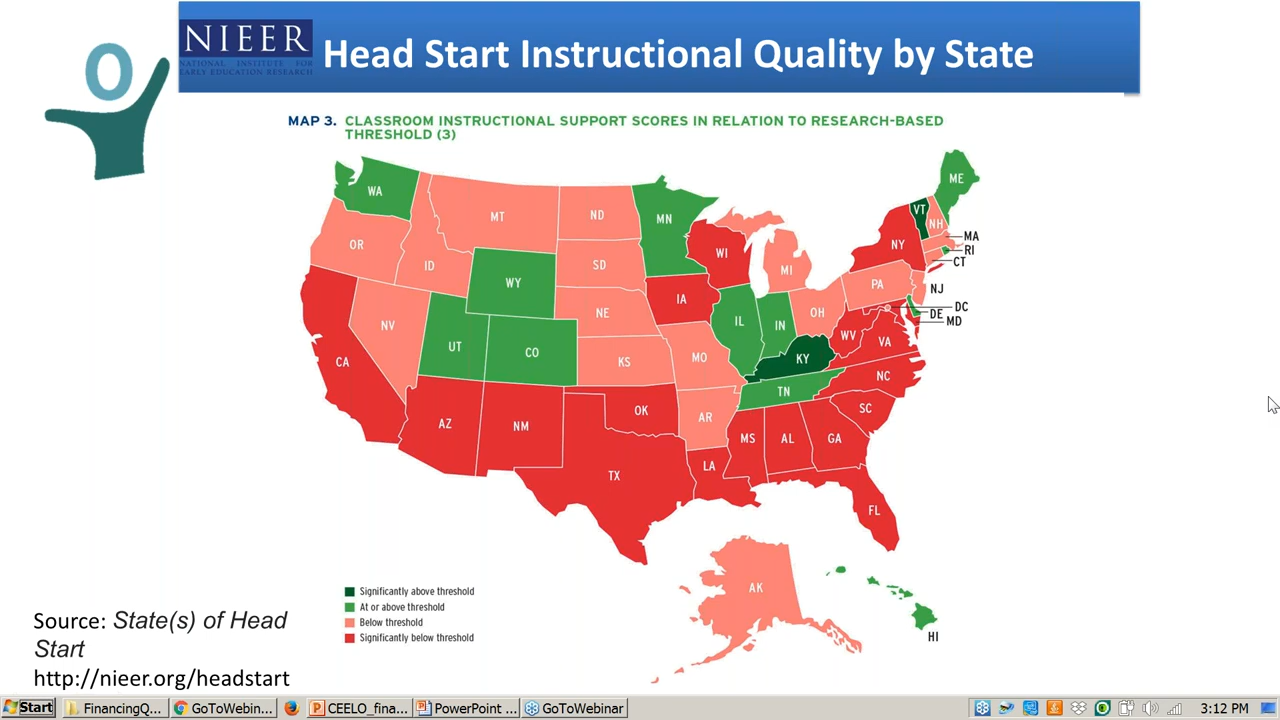 NIEER
NATIONAL INSTITUTE FOR
EARLY EDUCATION RESEARCH
Head Start Instructional Quality by State
MAP 3. CLASSROOM INSTRUCTIONAL SUPPORT SCORES IN RELATION TO RESEARCH-BASED
THRESHOLD (3)
WA
MT
ND
MN
ME
VT
NH
OR
ID
SD
WI
MI
NY
MA
RI
CT
WY
NE
IA
PA
NJ
NV
UT
CO
KS
MO
IL
IN
OH
WV
VA
DC
DE
MD
CA
KY
AZ
NM
OK
AR
TN
NC
SC
TX
LA
MS
AL
GA
FL
AK
HI
Significantly above threshold
At or above threshold
Below threshold
Significantly below threshold
Source: State(s) of Head
Start
http://nieer.org/headstart
Start
FinancingQ...
GoToWebin...
CEELO_fina...
PowerPoint ...
GoToWebinar
3:12 PM